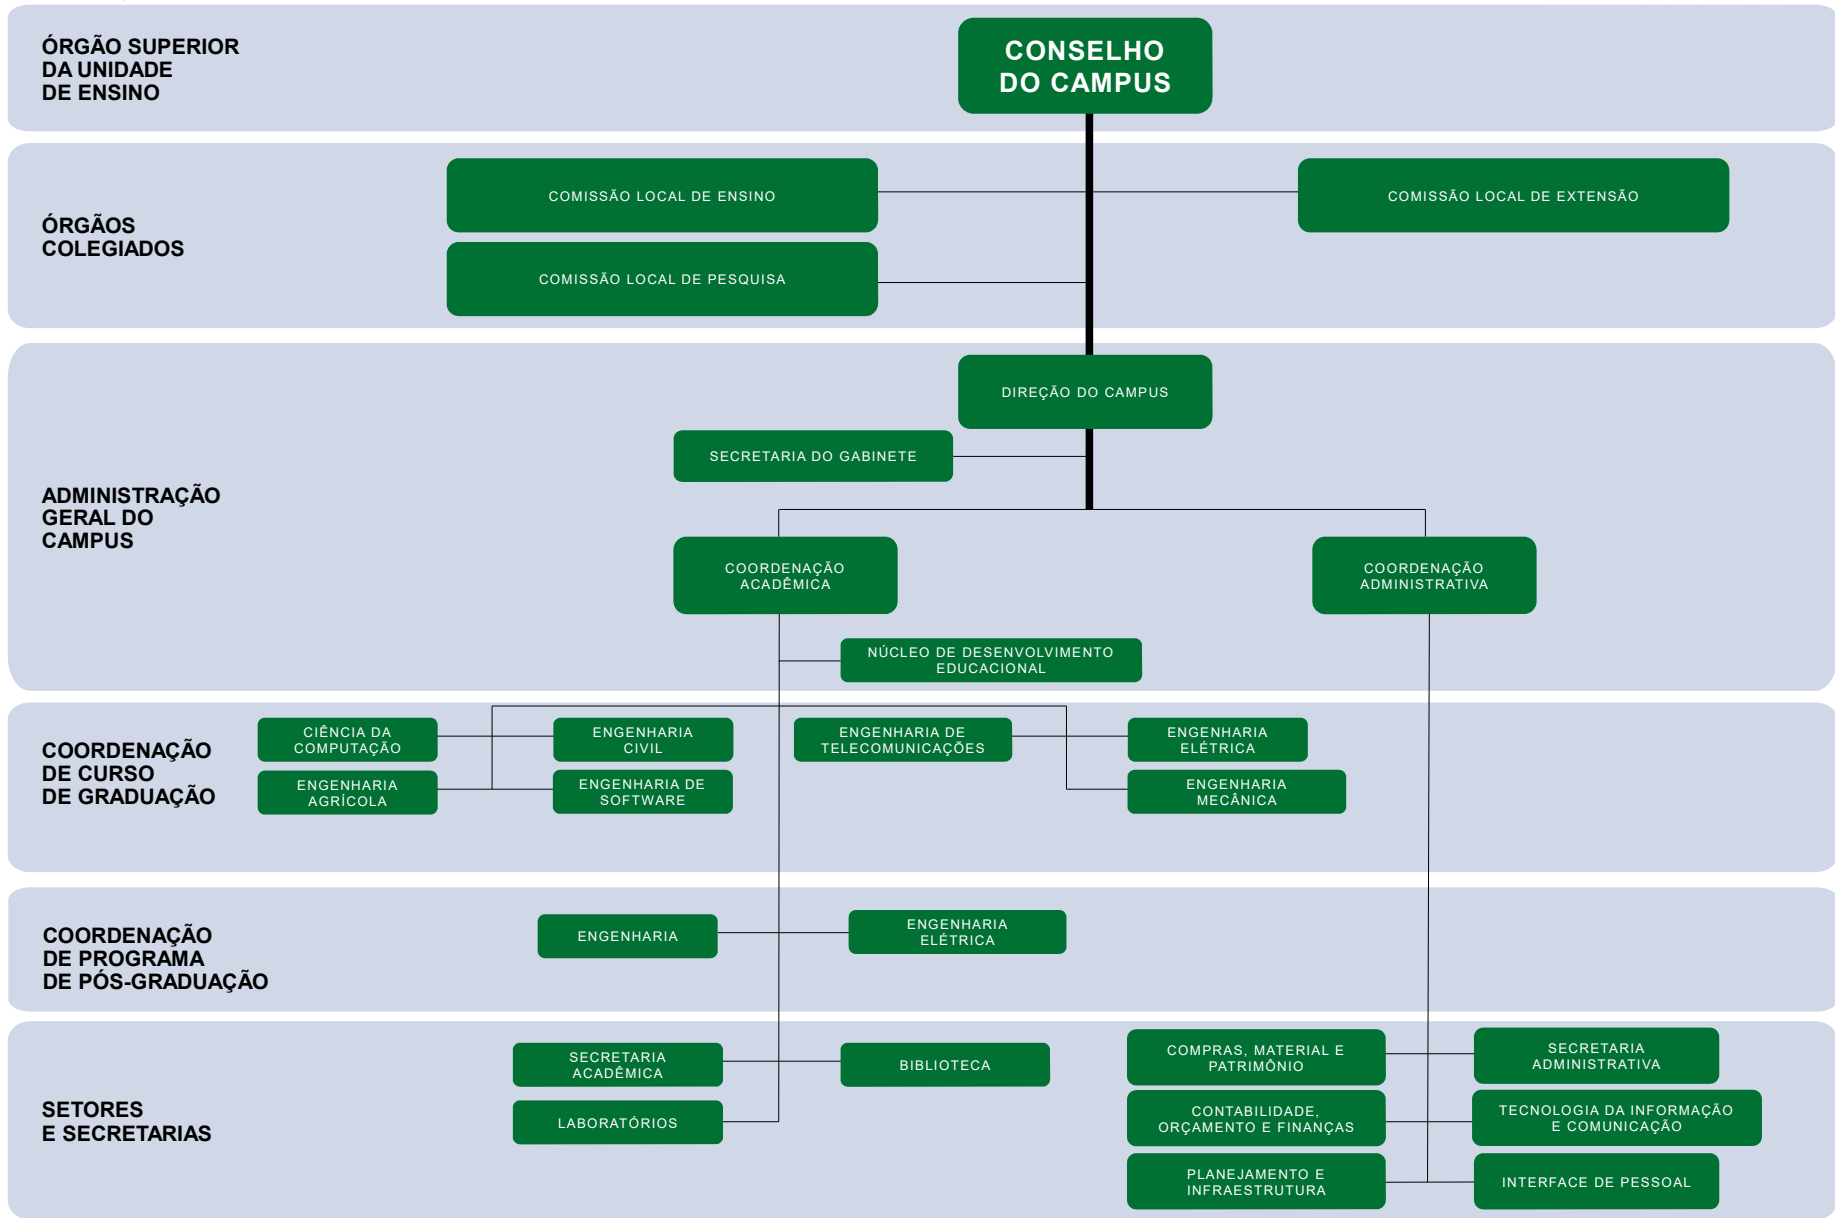 ÓRGÃO SUPERIOR
DA UNIDADE
DE ENSINO
CONSELHO
DO CAMPUS
ÓRGÃOS
COLEGIADOS
COMISSÃO LOCAL DE ENSINO
COMISSÃO LOCAL DE EXTENSÃO
COMISSÃO LOCAL DE PESQUISA
ADMINISTRAÇÃO
GERAL DO
CAMPUS
DIREÇÃO DO CAMPUS
SECRETARIA DO GABINETE
COORDENAÇÃO
ACADÊMICA
COORDENAÇÃO
ADMINISTRATIVA
NÚCLEO DE DESENVOLVIMENTO
EDUCACIONAL
COORDENAÇÃO
DE CURSO
DE GRADUAÇÃO
CIÊNCIA DA
COMPUTAÇÃO
ENGENHARIA
CIVIL
ENGENHARIA DE
TELECOMUNICAÇÕES
ENGENHARIA
ELÉTRICA
ENGENHARIA
AGRÍCOLA
ENGENHARIA DE
SOFTWARE
ENGENHARIA
MECÂNICA
COORDENAÇÃO
DE PROGRAMA
DE PÓS-GRADUAÇÃO
ENGENHARIA
ENGENHARIA
ELÉTRICA
SETORES
E SECRETARIAS
SECRETARIA
ACADÊMICA
BIBLIOTECA
LABORATÓRIOS
COMPRAS, MATERIAL E
PATRIMÔNIO
SECRETARIA
ADMINISTRATIVA
CONTABILIDADE,
ORÇAMENTO E FINANÇAS
TECNOLOGIA DA INFORMAÇÃO
E COMUNICAÇÃO
PLANEJAMENTO E
INFRAESTRUTURA
INTERFACE DE PESSOAL